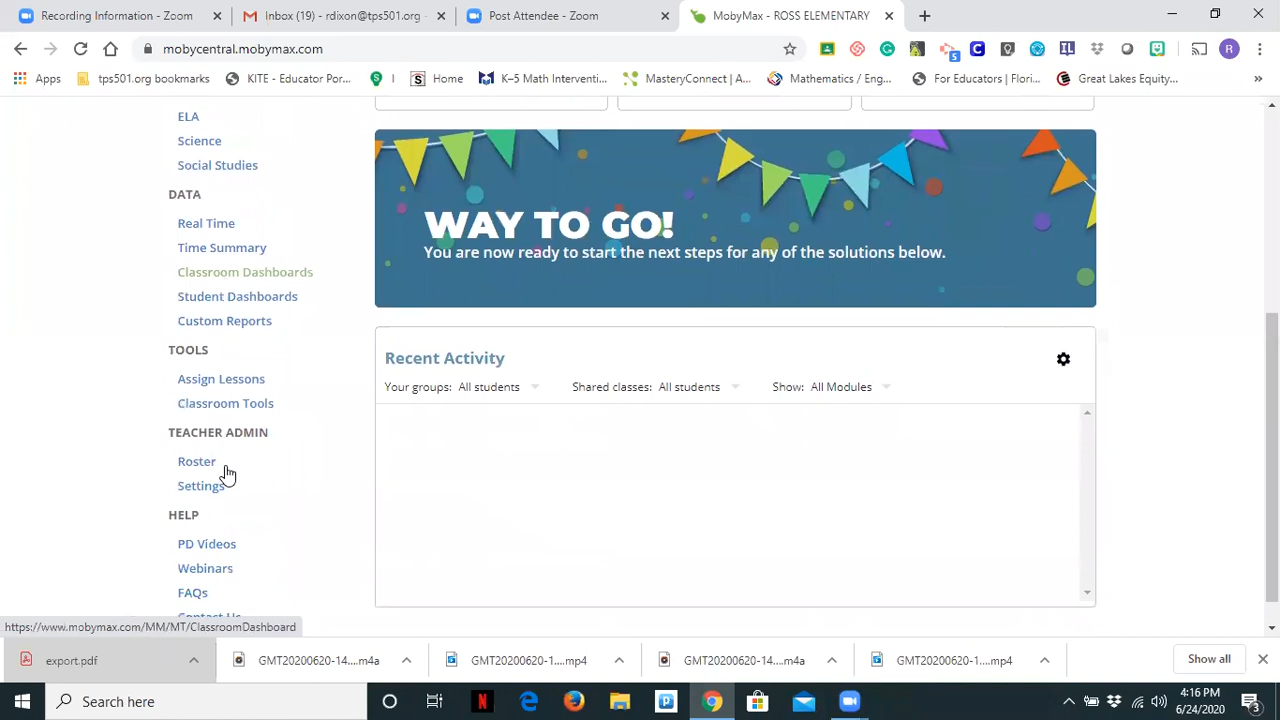 Recording Information - Zoom
Inbox (19) - rdixon@tps501.org -
Post Attendee - Zoom
MobyMax - ROSS ELEMENTARY
mobycentral.mobymax.com
R
Apps
tps501.org bookmarks
KITE - Educator Por...
I
Home
K–5 Math Interventi...
MasteryConnect | A...
Mathematics / Eng...
For Educators | Flori...
Great Lakes Equity...
»
ELA
Science
Social Studies
DATA
Real Time
Time Summary
Classroom Dashboards
Student Dashboards
Custom Reports
TOOLS
Assign Lessons
Classroom Tools
TEACHER ADMIN
Roster
Settings
HELP
PD Videos
Webinars
FAQs
Contact Us
WAY TO GO!
You are now ready to start the next steps for any of the solutions below.
Recent Activity
Your groups: All students Shared classes: All students Show: All Modules
https://www.mobymax.com/MM/MT/ClassroomDashboard
export.pdf
GMT20200620-14....m4a
GMT20200620-1....mp4
GMT20200620-14....m4a
GMT20200620-1....mp4
Show all
Search here
4:16 PM
6/24/2020
3